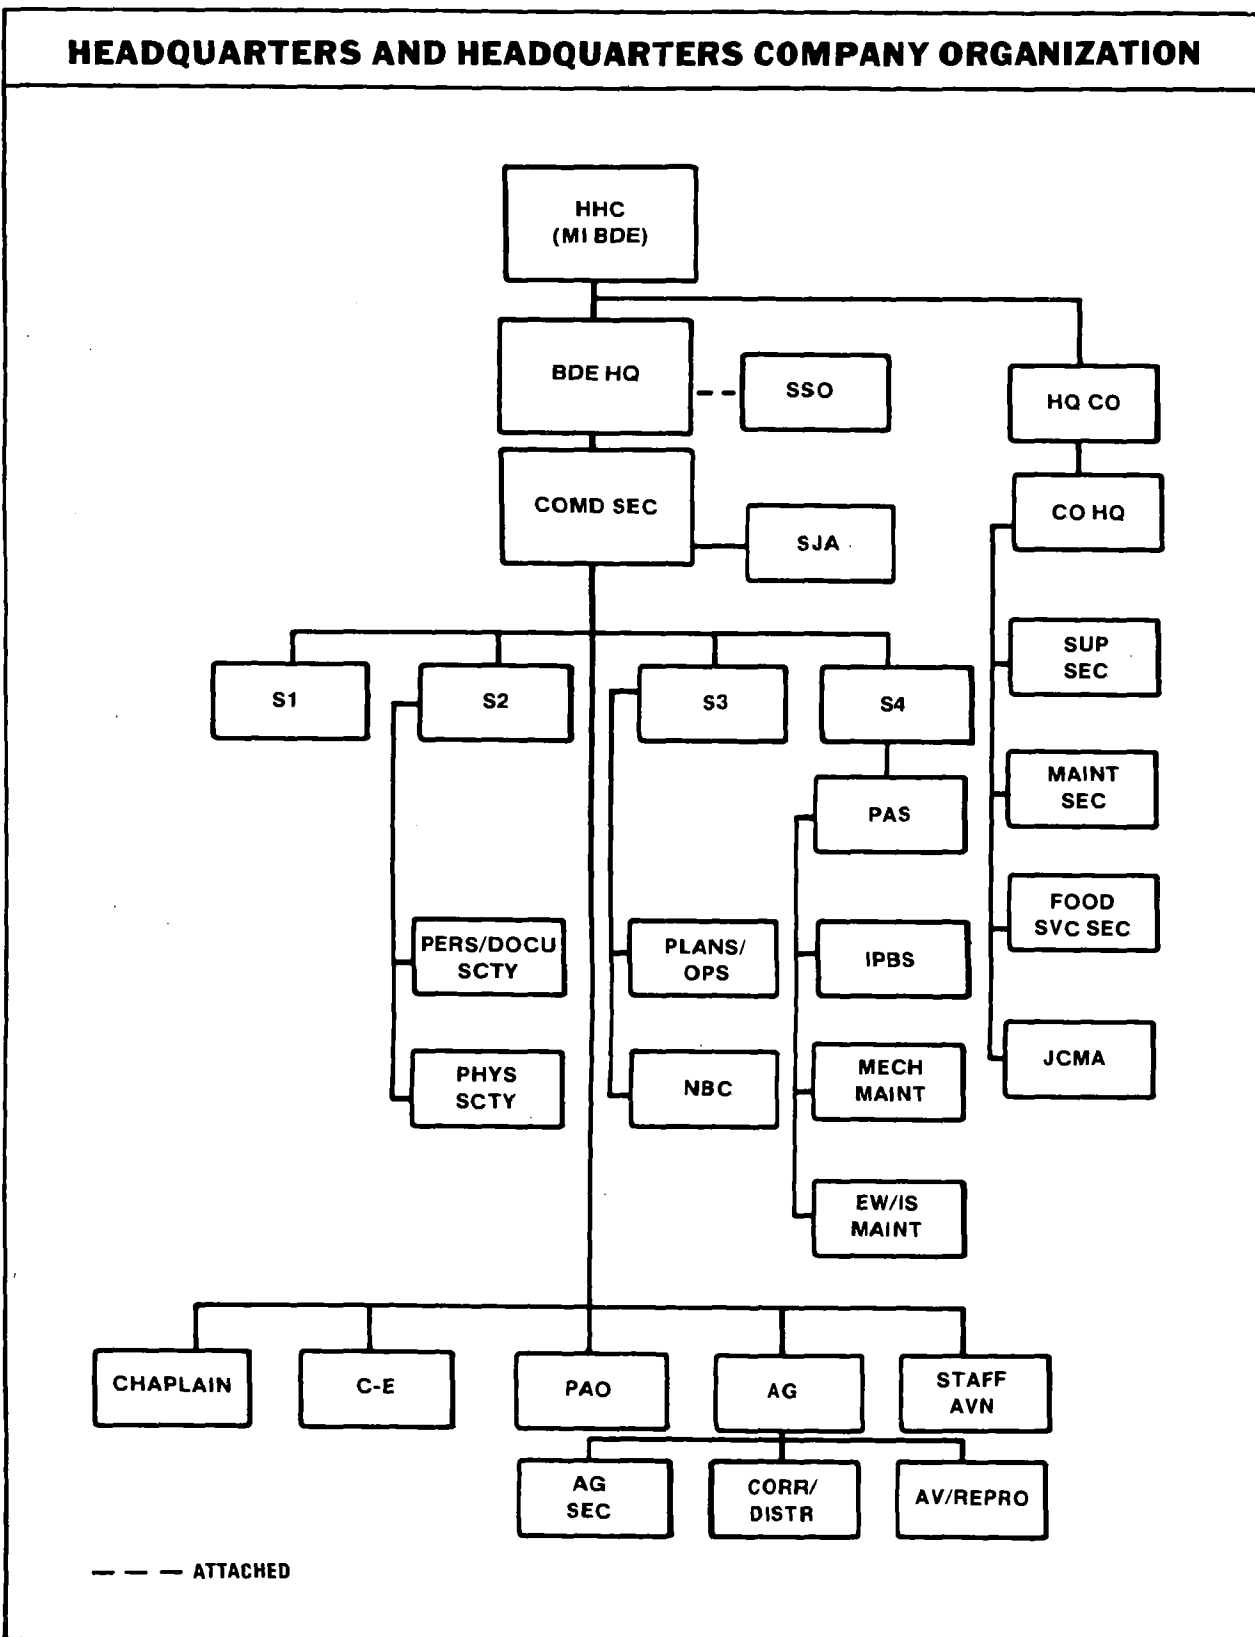 HEADQUARTERS AND HEADQUARTERS COMPANY ORGANIZATION
HHC
(MI BDE)
BDE HQ
SSO
HQ CO
COMD SEC
SJA
CO HQ
SUP
SEC
S1
S2
S3
S4
MAINT
SEC
PAS
FOOD
SVC SEC
PERS/DOCU
SCTY
PLANS/
OPS
IPBS
JCMA
PHYS
SCTY
NBC
MECH
MAINT
EW/IS
MAINT
CHAPLAIN
C-E
PAO
AG
STAFF
AVN
AG
SEC
CORR/
DISTR
AV/REPRO
— — — ATTACHED